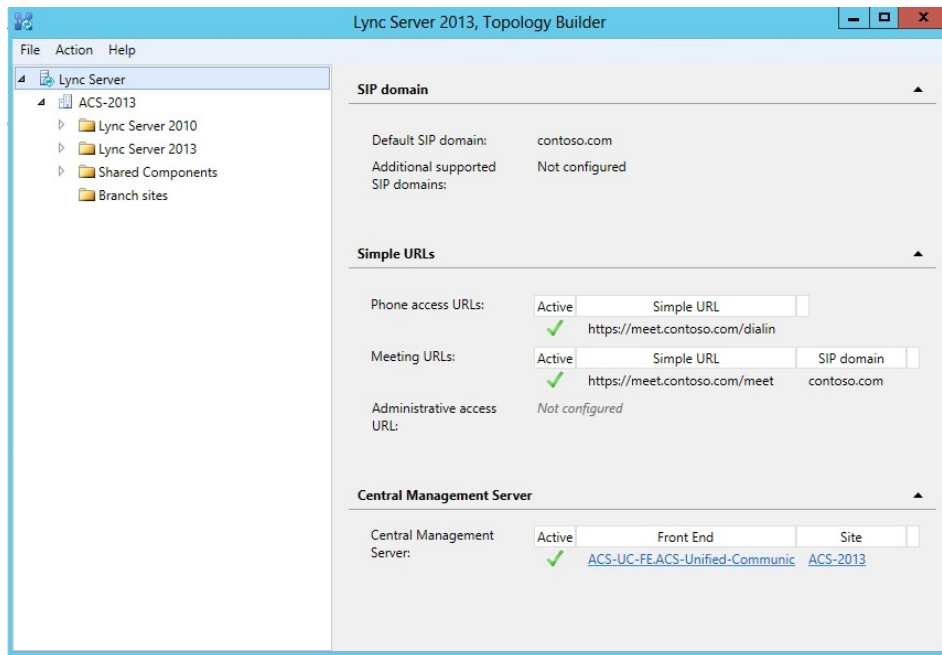 Lync Server 2013, Topology Builder
File Action Help
Lync Server
ACS-2013
Lync Server 2010
Lync Server 2013
Shared Components
Branch sites
SIP domain
Default SIP domain: contoso.com
Additional supported Not configured
SIP domains:
Simple URLs
Phone access URLs: Active Simple URL
https://meet.contoso.com/dialin
Meeting URLs: Active Simple URL SIP domain
https://meet.contoso.com/meet contoso.com
Administrative access Not configured
URL:
Central Management Server
Central Management Active Front End Site
Server: ACS-UC-FE.ACS-Unified-Communic ACS-2013